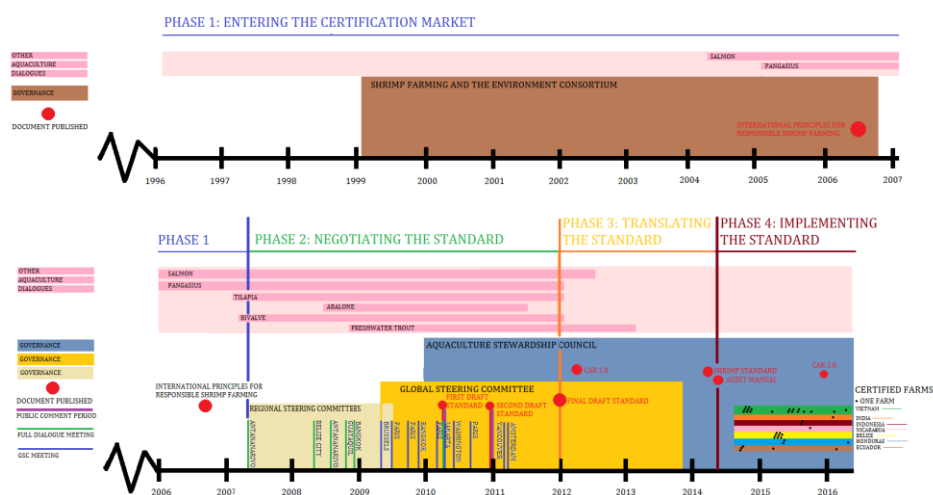 PHASE 1: ENTERING THE CERTIFICATION MARKET
OTHER
AQUACULTURE
DIALOGUES
SALMON
PANGASIUS
GOVERNANCE
SHRIMP FARMING AND THE ENVIRONMENT CONSORTIUM
DOCUMENT PUBLISHED
INTERNATIONAL PRINCIPLES FOR
RESPONSIBLE SHRIMP FARMING
1996 1997 1998 1999 2000 2001 2002 2003 2004 2005 2006 2007
PHASE 1
PHASE 2: NEGOTIATING THE STANDARD
PHASE 3: TRANSLATING
THE STANDARD
PHASE 4: IMPLEMENTING
THE STANDARD
OTHER
AQUACULTURE
DIALOGUES
SALMON
PANGASIUS
TILAPIA
ABALONE
BIVALVE
FRESHWATER TROUT
GOVERNANCE
GOVERNANCE
GOVERNANCE
DOCUMENT PUBLISHED
PUBLIC COMMENT PERIOD
FULL DIALOGUE MEETING
GSC MEETING
AQUACULTURE STEWARDSHIP COUNCIL
CAR 1.0
SHRIMP STANDARD
AUDIT MANUAL
CAR 2.0
INTERNATIONAL PRINCIPLES FOR
RESPONSIBLE SHRIMP FARMING
GLOBAL STEERING COMMITTEE
FIRST DRAFT
STANDARD
SECOND DRAFT
STANDARD
FINAL DRAFT STANDARD
REGIONAL STEERING COMMITTEES
ANTANANARIVO
BELIZE CITY
ANTANANARIVO
GUAYAQUIL
BANGKOK
BRUSSELS
PARIS
PARIS
BANGKOK
JAKARTA
WASHINGTON
PARIS
VANCOUVER
AMSTERDAM
CERTIFIED FARMS
• ONE FARM
VIETNAM
INDIA
INDONESIA
NICARAGUA
BELIZE
HONDURAS
ECUADOR
2006 2007 2008 2009 2010 2011 2012 2013 2014 2015 2016